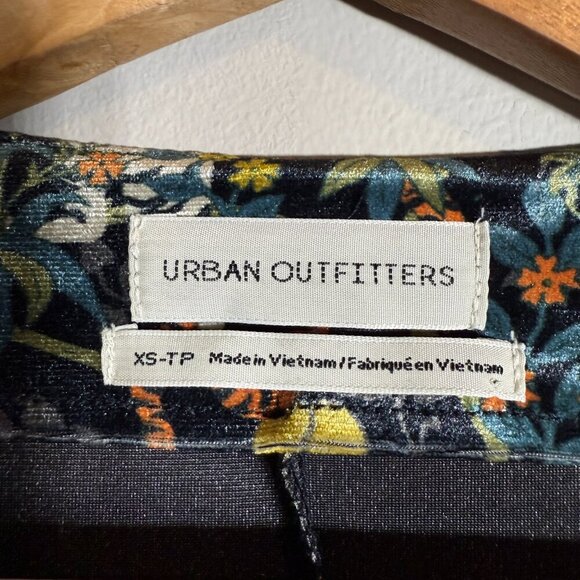 URBAN OUTFITTERS
XS-TP Made in Vietnam/Fabriqué en Vietnam